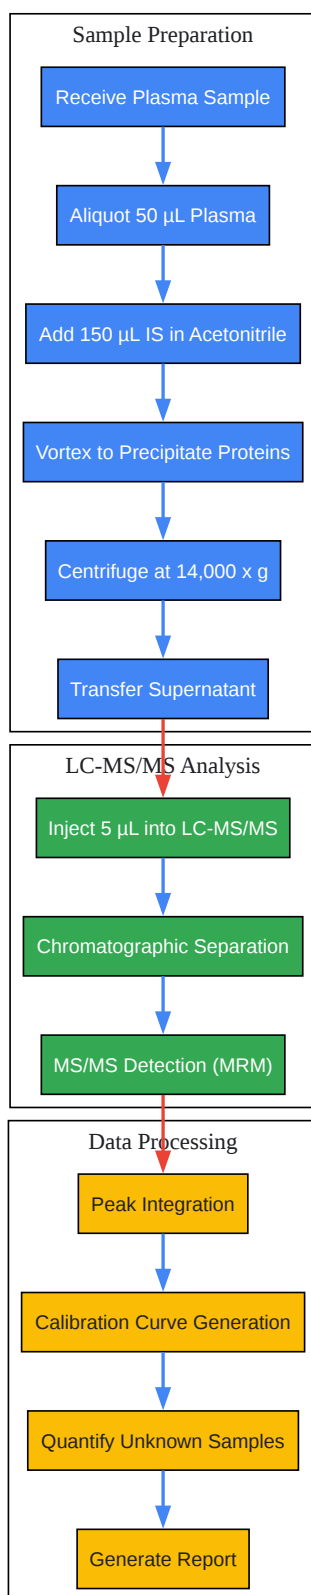 Sample Preparation
Receive Plasma Sample
Aliquot 50 µL Plasma
Add 150 µL IS in Acetonitrile
Vortex to Precipitate Proteins
Centrifuge at 14,000 x g
Transfer Supernatant
LC-MS/MS Analysis
Inject 5 µL into LC-MS/MS
Chromatographic Separation
MS/MS Detection (MRM)
Data Processing
Peak Integration
Calibration Curve Generation
Quantify Unknown Samples
Generate Report